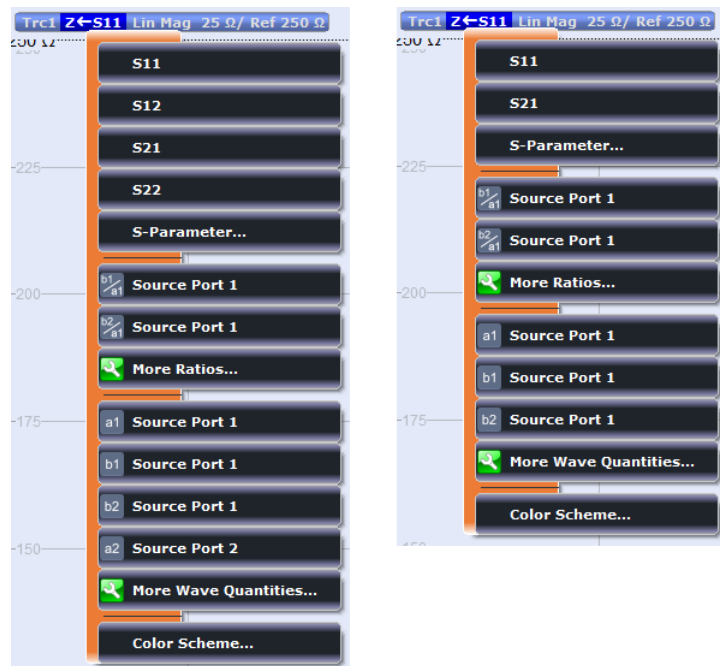 Trc1 Z←S11 Lin Mag 25 Ω/ Ref 250 Ω
S11
S12
S21
-225
S22
S-Parameter...
b1/a1 Source Port 1
-200
b2/a1 Source Port 1
More Ratios...
-175
a1 Source Port 1
b1 Source Port 1
b2 Source Port 1
-150
a2 Source Port 2
More Wave Quantities...
Color Scheme...
Trc1 Z←S11 Lin Mag 25 Ω/ Ref 250 Ω
S11
S21
S-Parameter...
-225
b1/a1 Source Port 1
b2/a1 Source Port 1
More Ratios...
-200
a1 Source Port 1
b1 Source Port 1
b2 Source Port 1
-175
More Wave Quantities...
Color Scheme...